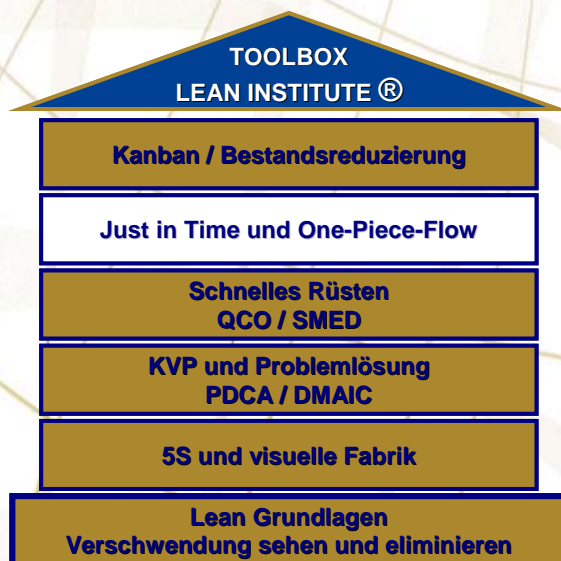 TOOLBOX
LEAN INSTITUTE ®
Kanban / Bestandsreduzierung
Just in Time und One-Piece-Flow
Schnelles Rüsten
QCO / SMED
KVP und Problemlösung
PDCA / DMAIC
5S und visuelle Fabrik
Lean Grundlagen
Verschwendung sehen und eliminieren